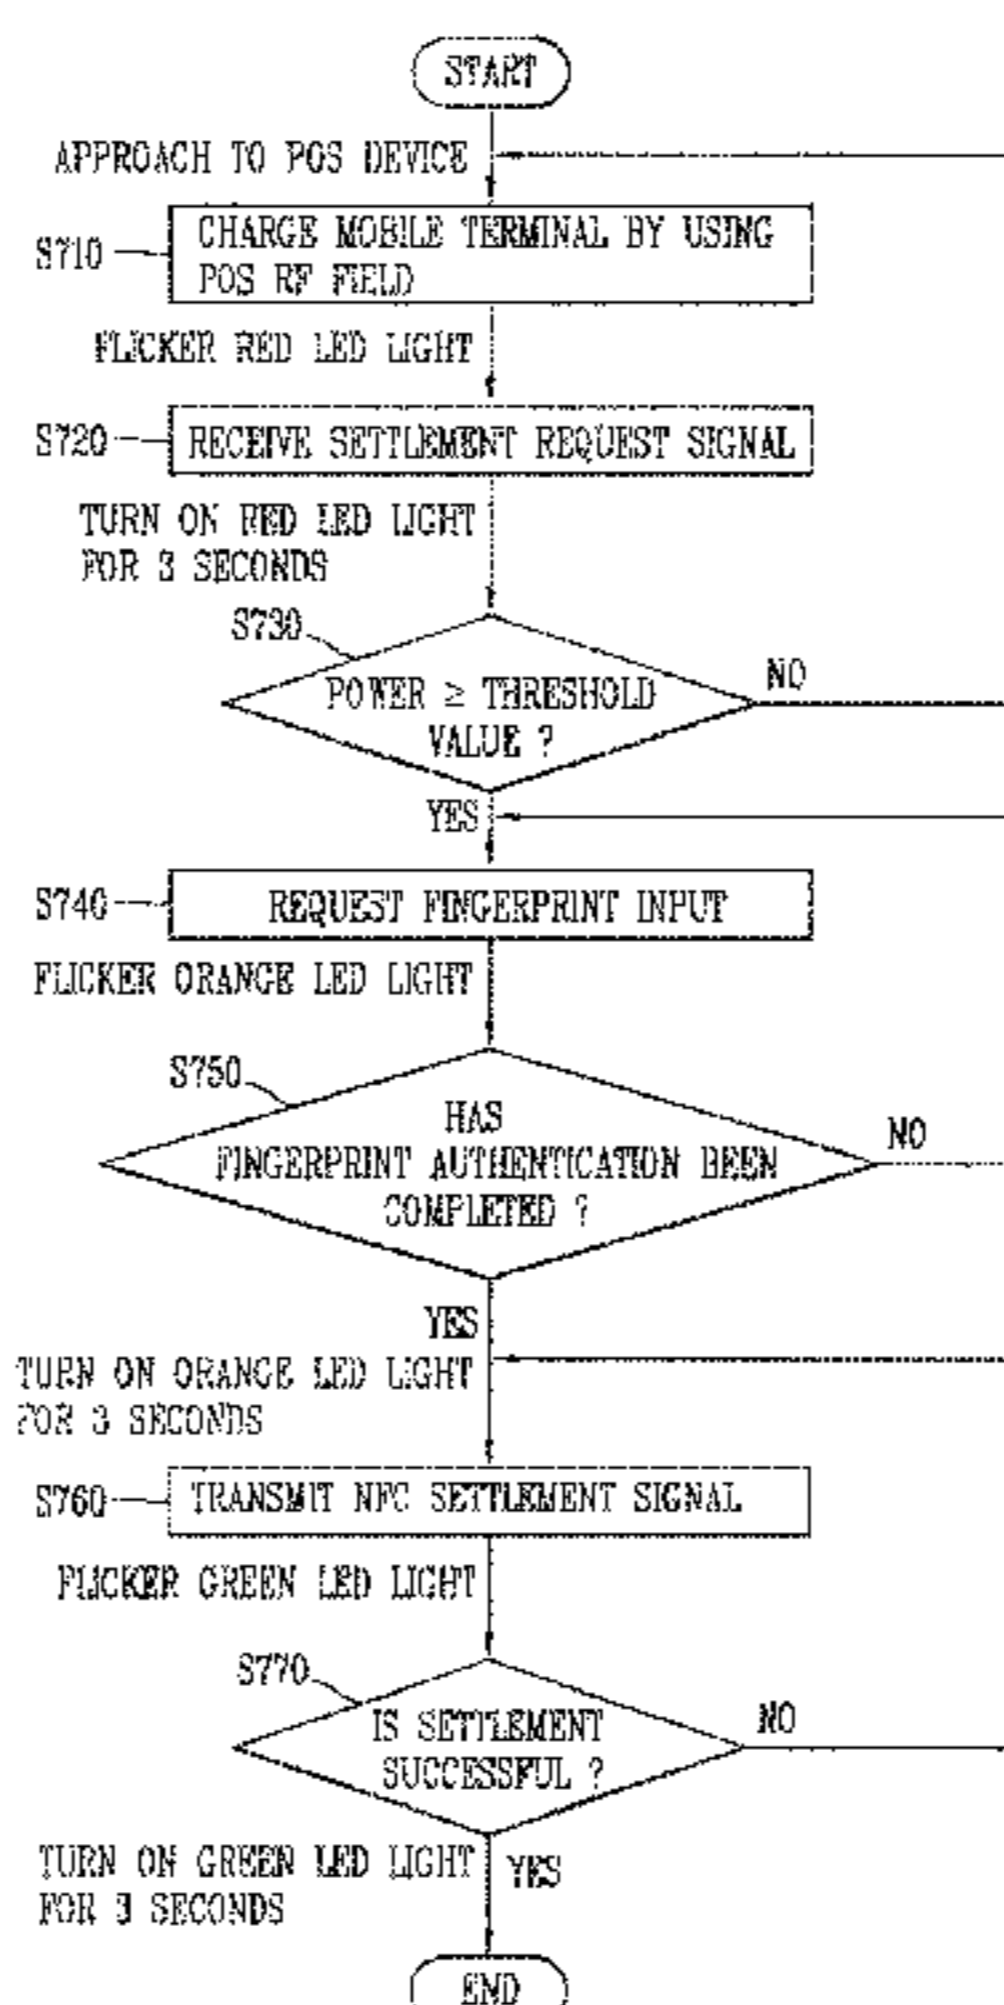 START
APPROACH TO POS DEVICE
S710
CHARGE MOBILE TERMINAL BY USING
POS RF FIELD
FLICKER RED LED LIGHT
S720
RECEIVE SETTLEMENT REQUEST SIGNAL
TURN ON RED LED LIGHT
FOR 3 SECONDS
S730
POWER ≥ THRESHOLD
VALUE ?
NO
YES
S740
REQUEST FINGERPRINT INPUT
FLICKER ORANGE LED LIGHT
S750
HAS
FINGERPRINT AUTHENTICATION BEEN
COMPLETED ?
NO
YES
TURN ON ORANGE LED LIGHT
FOR 3 SECONDS
S760
TRANSMIT NFC SETTLEMENT SIGNAL
FLICKER GREEN LED LIGHT
S770
IS SETTLEMENT
SUCCESSFUL ?
NO
TURN ON GREEN LED LIGHT
FOR 3 SECONDS
YES
END